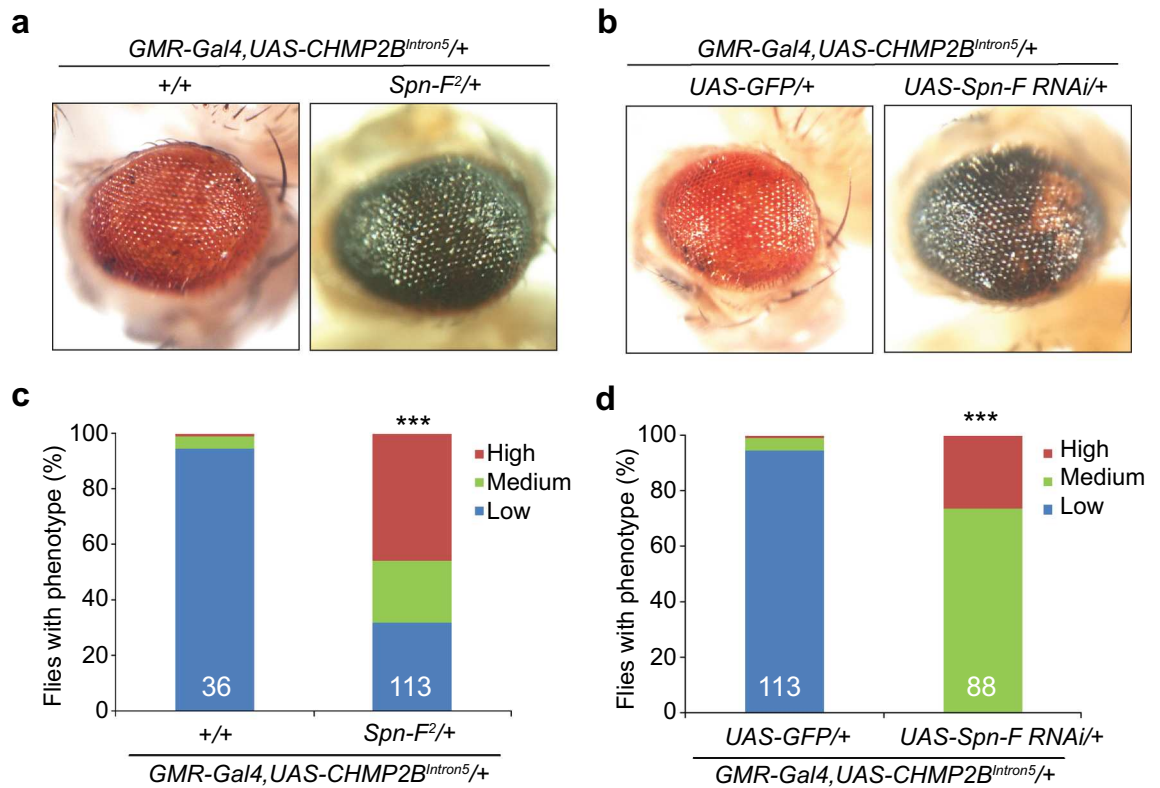 a
GMR-Gal4,UAS-CHMP2B^Intron5/+
+/+ Spn-F²/+
b
GMR-Gal4,UAS-CHMP2B^Intron5/+
UAS-GFP/+ UAS-Spn-F RNAi/+
c
Flies with phenotype (%)
100
80
60
40
20
0
***
High
Medium
Low
36 113
+/+ Spn-F²/+
GMR-Gal4,UAS-CHMP2B^Intron5/+
d
Flies with phenotype (%)
100
80
60
40
20
0
***
High
Medium
Low
113 88
UAS-GFP/+ UAS-Spn-F RNAi/+
GMR-Gal4,UAS-CHMP2B^Intron5/+